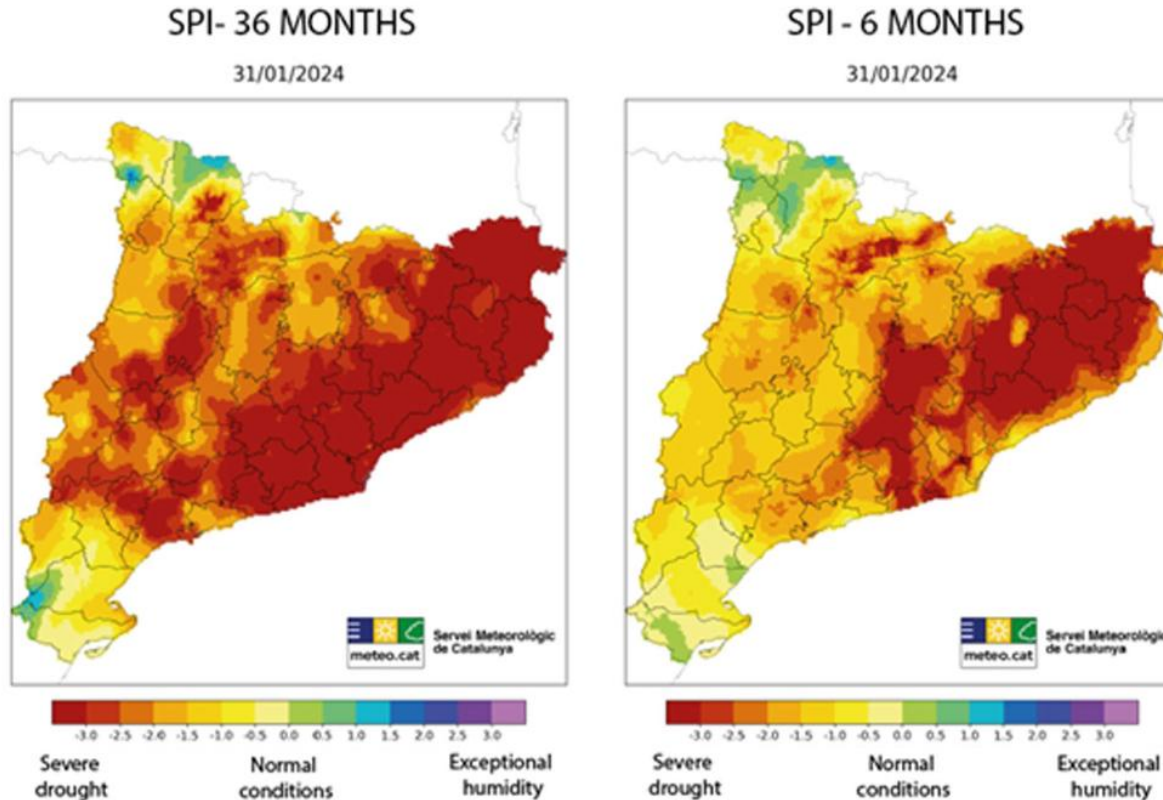 SPI- 36 MONTHS
31/01/2024
meteo.cat
Servei Meteorològic
de Catalunya
-3.0 -2.5 -2.0 -1.5 -1.0 -0.5 0.0 0.5 1.0 1.5 2.0 2.5 3.0
Severe drought
Normal conditions
Exceptional humidity
SPI - 6 MONTHS
31/01/2024
meteo.cat
Servei Meteorològic
de Catalunya
-3.0 -2.5 -2.0 -1.5 -1.0 -0.5 0.0 0.5 1.0 1.5 2.0 2.5 3.0
Severe drought
Normal conditions
Exceptional humidity